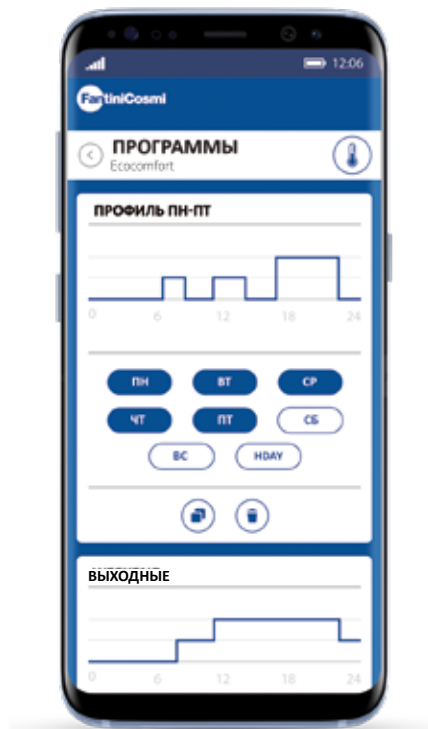 12:06
FantiniCosmi
ПРОГРАММЫ
Ecocomfort
ПРОФИЛЬ ПН-ПТ
0 6 12 18 24
ПН ВТ СР
ЧТ ПТ СБ
ВС HDAY
ВЫХОДНЫЕ
0 6 12 18 24